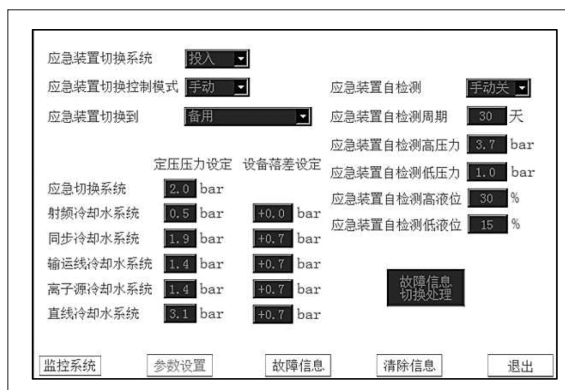 应急装置切换系统 投入
应急装置切换控制模式 手动 应急装置自检测 手动关
应急装置切换到 备用 应急装置自检测周期 30 天
应急装置自检测高压力 3.7 bar
定压压力设定 设备落差设定 应急装置自检测低压力 1.0 bar
应急切换系统 2.0 bar 应急装置自检测高液位 30 %
射频冷却水系统 0.5 bar +0.0 bar 应急装置自检测低液位 15 %
同步冷却水系统 1.9 bar +0.7 bar
输运线冷却水系统 1.4 bar +0.7 bar
离子源冷却水系统 1.4 bar +0.7 bar
直线冷却水系统 3.1 bar +0.7 bar
故障信息
切换处理
监控系统 参数设置 故障信息 清除信息 退出